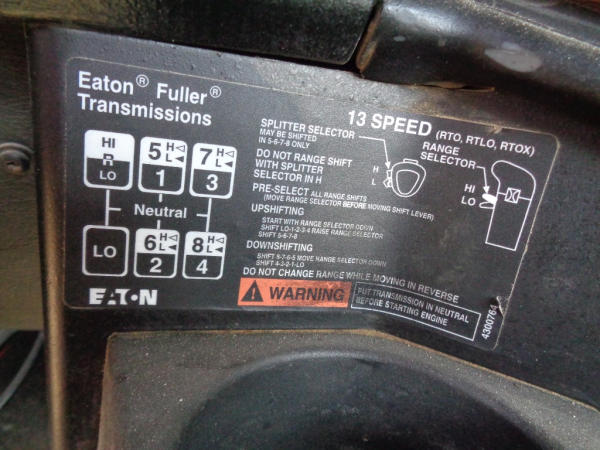 Eaton® Fuller®
Transmissions
HI
R
LO
5 H L
1
7 H L
3
Neutral
LO
6 H L
2
8 H L
4
EATON
13 SPEED (RTO, RTLO, RTOX)
SPLITTER SELECTOR
MAY BE SHIFTED
IN 5-6-7-8 ONLY
RANGE
SELECTOR
H
L
HI
LO
DO NOT RANGE SHIFT
WITH SPLITTER
SELECTOR IN H
PRE-SELECT ALL RANGE SHIFTS
(MOVE RANGE SELECTOR BEFORE MOVING SHIFT LEVER)
UPSHIFTING
START WITH RANGE SELECTOR DOWN
SHIFT LO-1-2-3-4 RAISE RANGE SELECTOR
SHIFT 5-6-7-8
DOWNSHIFTING
SHIFT 8-7-6-5 MOVE RANGE SELECTOR DOWN
SHIFT 4-3-2-1-LO
DO NOT CHANGE RANGE WHILE MOVING IN REVERSE
WARNING
PUT TRANSMISSION IN NEUTRAL
BEFORE STARTING ENGINE
4300764